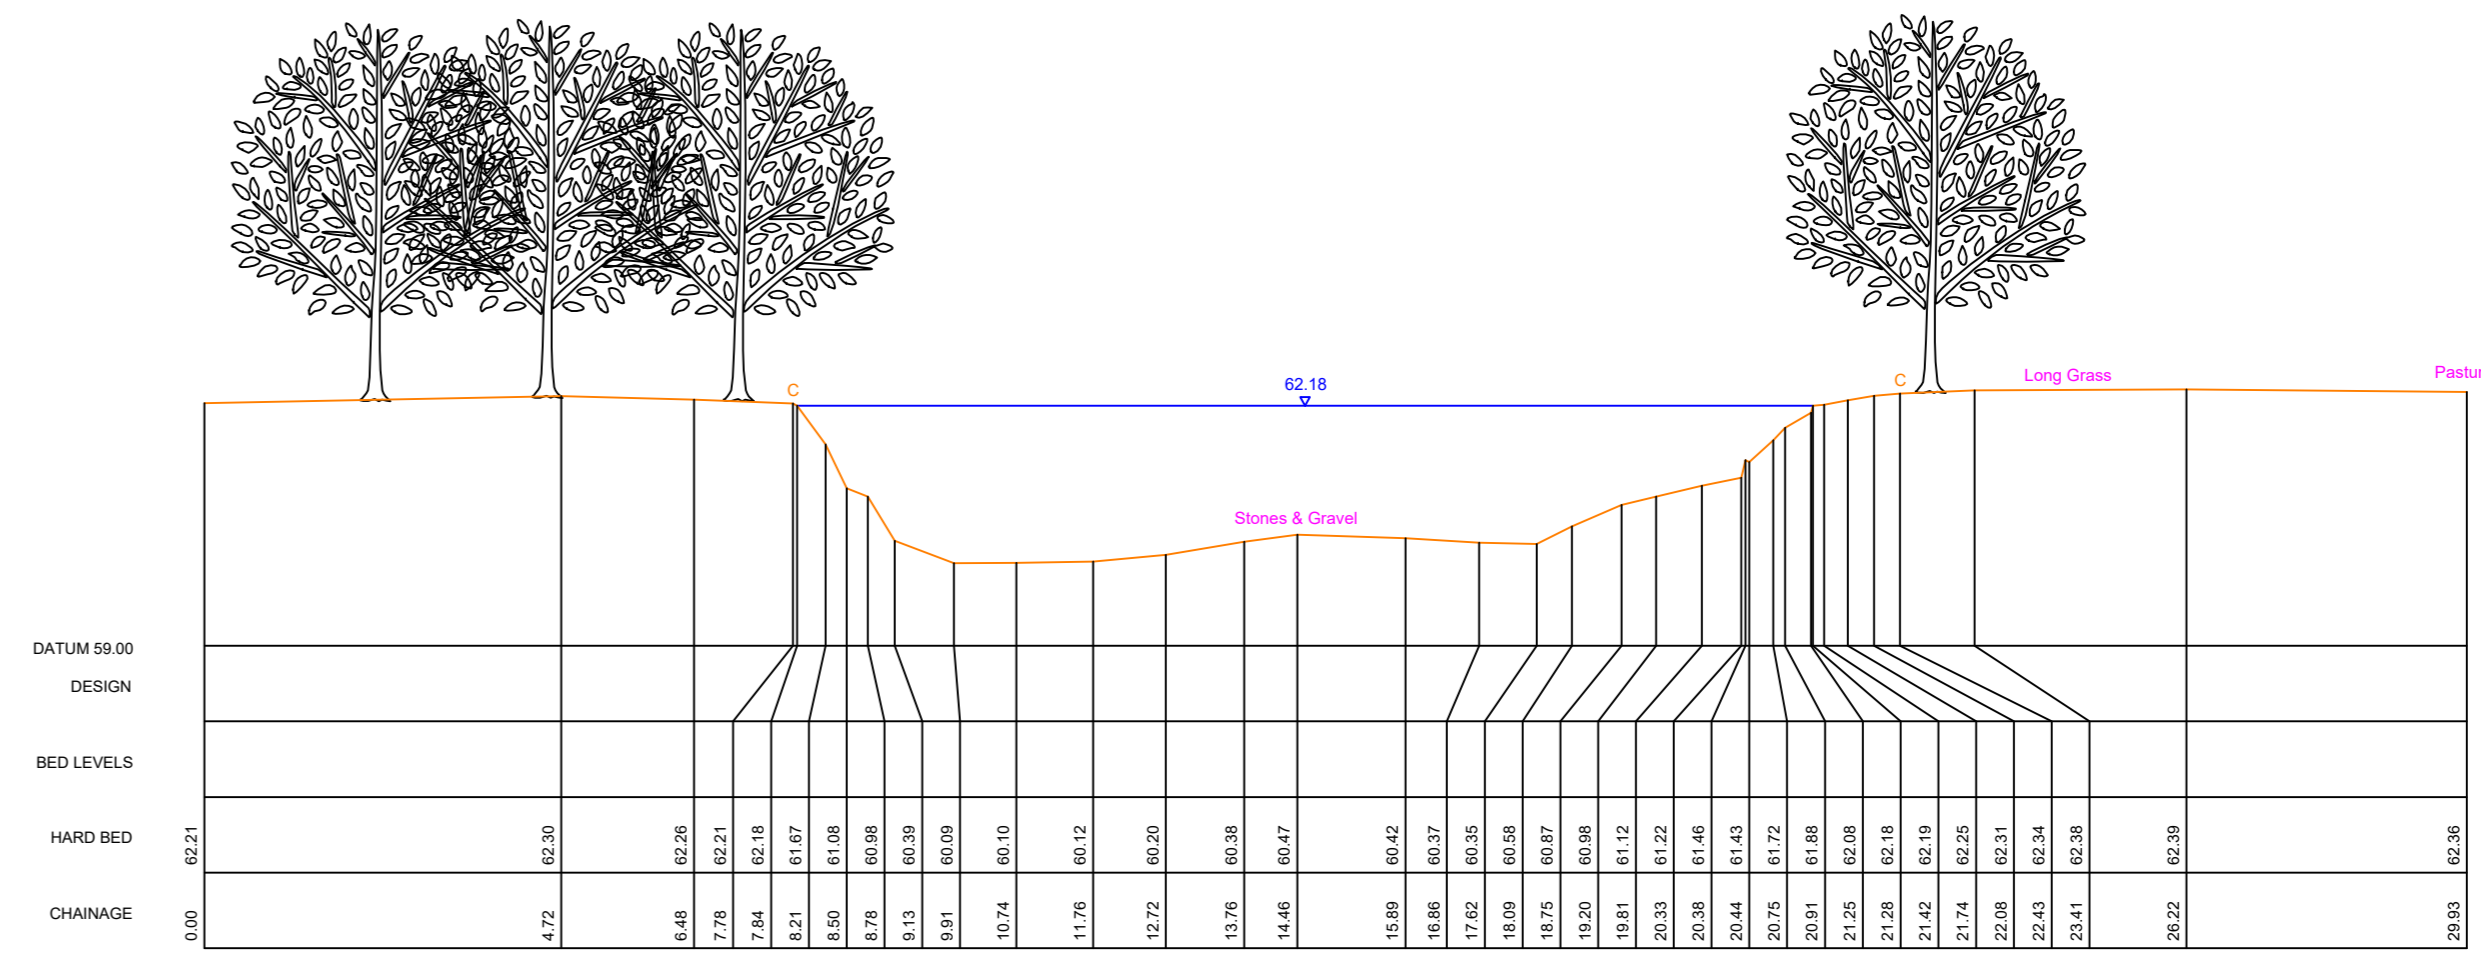 C
62.18
C
Long Grass
Pastur
Stones & Gravel
DATUM 59.00
DESIGN
BED LEVELS
HARD BED 62.21 62.30 62.26 62.21 62.18 61.67 61.08 60.98 60.39 60.09 60.10 60.12 60.20 60.38 60.47 60.42 60.37 60.35 60.58 60.87 60.98 61.12 61.22 61.46 61.43 61.72 61.88 62.08 62.18 62.19 62.25 62.31 62.34 62.38 62.39 62.36
CHAINAGE 0.00 4.72 6.48 7.78 7.84 8.21 8.50 8.78 9.13 9.91 10.74 11.76 12.72 13.76 14.46 15.89 16.86 17.62 18.09 18.75 19.20 19.81 20.33 20.38 20.44 20.75 20.91 21.25 21.28 21.42 21.74 22.08 22.43 23.41 26.22 29.93